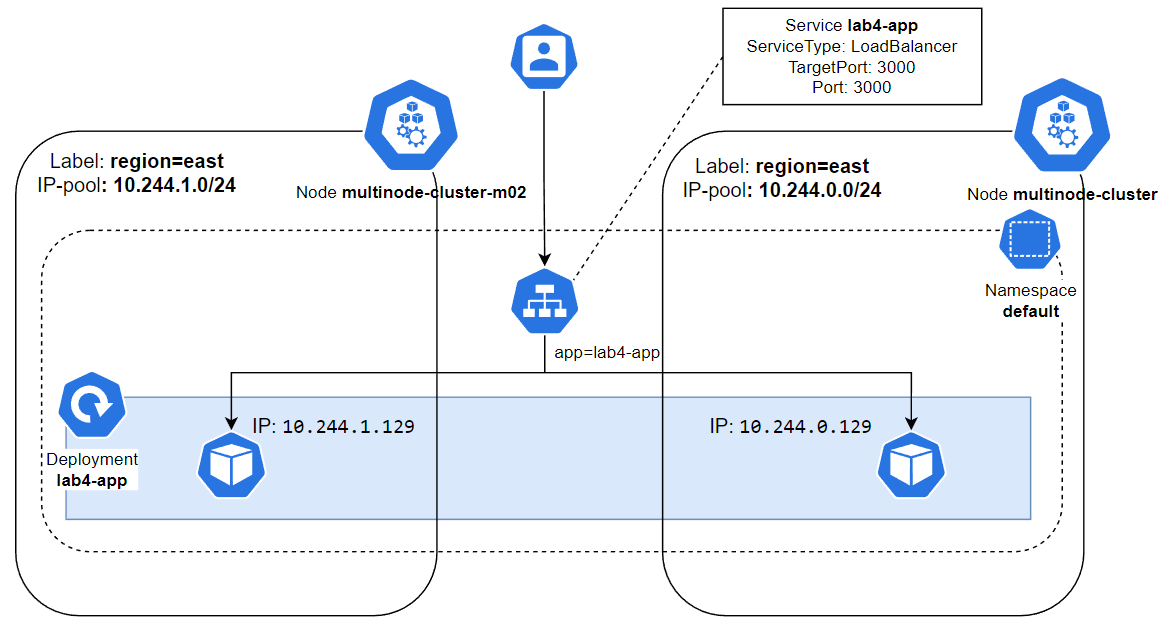 Service lab4-app
ServiceType: LoadBalancer
TargetPort: 3000
Port: 3000
Label: region=east
IP-pool: 10.244.1.0/24
Node multinode-cluster-m02
Label: region=east
IP-pool: 10.244.0.0/24
Node multinode-cluster
Namespace
default
app=lab4-app
IP: 10.244.1.129
IP: 10.244.0.129
Deployment
lab4-app